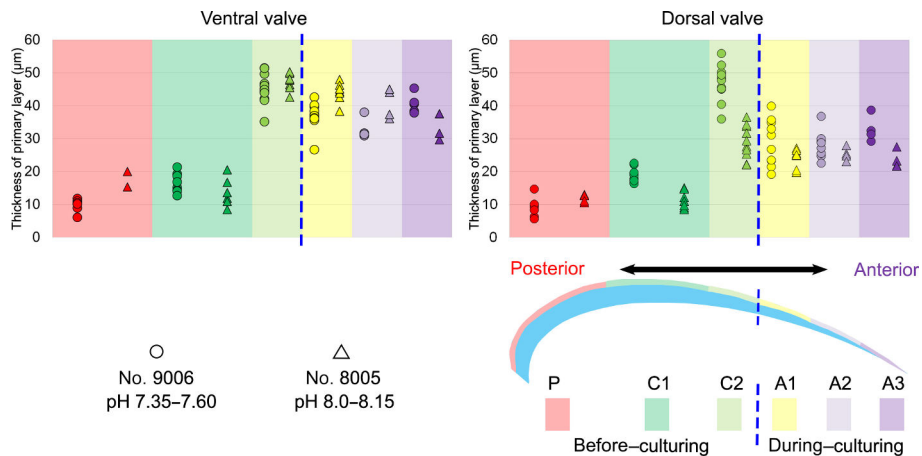 Ventral valve
Thickness of primary layer (μm)
60
50
40
30
20
10
0
Dorsal valve
Thickness of primary layer (μm)
60
50
40
30
20
10
0
Posterior
Anterior
No. 9006
pH 7.35–7.60
No. 8005
pH 8.0–8.15
P C1 C2 A1 A2 A3
Before–culturing During–culturing